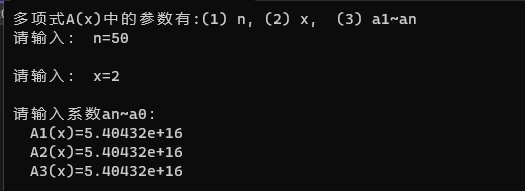 多项式A(x)中的参数有:(1) n, (2) x,  (3) a1~an
请输入:  n=50
请输入:  x=2
请输入系数an~a0:
A1(x)=5.40432e+16
A2(x)=5.40432e+16
A3(x)=5.40432e+16